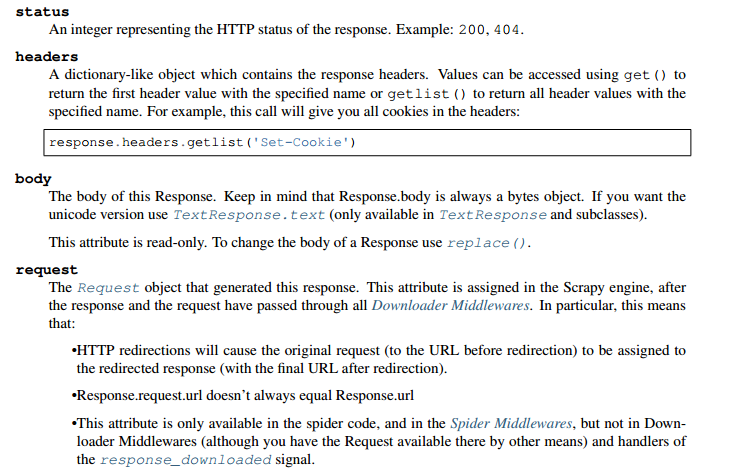 status
An integer representing the HTTP status of the response. Example: 200, 404.
headers
A dictionary-like object which contains the response headers. Values can be accessed using get() to
return the first header value with the specified name or getlist() to return all header values with the
specified name. For example, this call will give you all cookies in the headers:
response.headers.getlist('Set-Cookie')
body
The body of this Response. Keep in mind that Response.body is always a bytes object. If you want the
unicode version use TextResponse.text (only available in TextResponse and subclasses).
This attribute is read-only. To change the body of a Response use replace().
request
The Request object that generated this response. This attribute is assigned in the Scrapy engine, after
the response and the request have passed through all Downloader Middlewares. In particular, this means
that:
•HTTP redirections will cause the original request (to the URL before redirection) to be assigned to
the redirected response (with the final URL after redirection).
•Response.request.url doesn't always equal Response.url
•This attribute is only available in the spider code, and in the Spider Middlewares, but not in Down-
loader Middlewares (although you have the Request available there by other means) and handlers of
the response_downloaded signal.